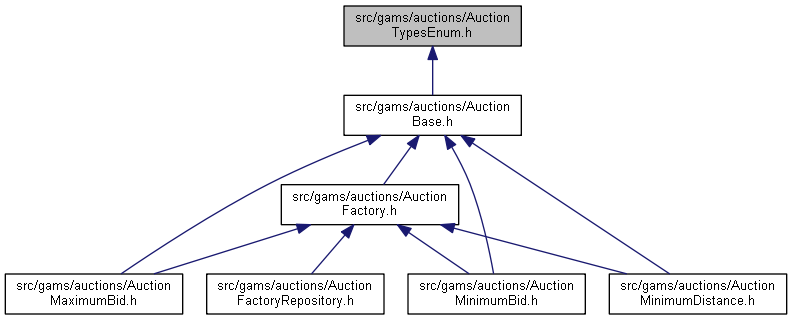 src/gams/auctions/Auction
TypesEnum.h
src/gams/auctions/Auction
Base.h
src/gams/auctions/Auction
Factory.h
src/gams/auctions/Auction
MaximumBid.h
src/gams/auctions/Auction
FactoryRepository.h
src/gams/auctions/Auction
MinimumBid.h
src/gams/auctions/Auction
MinimumDistance.h